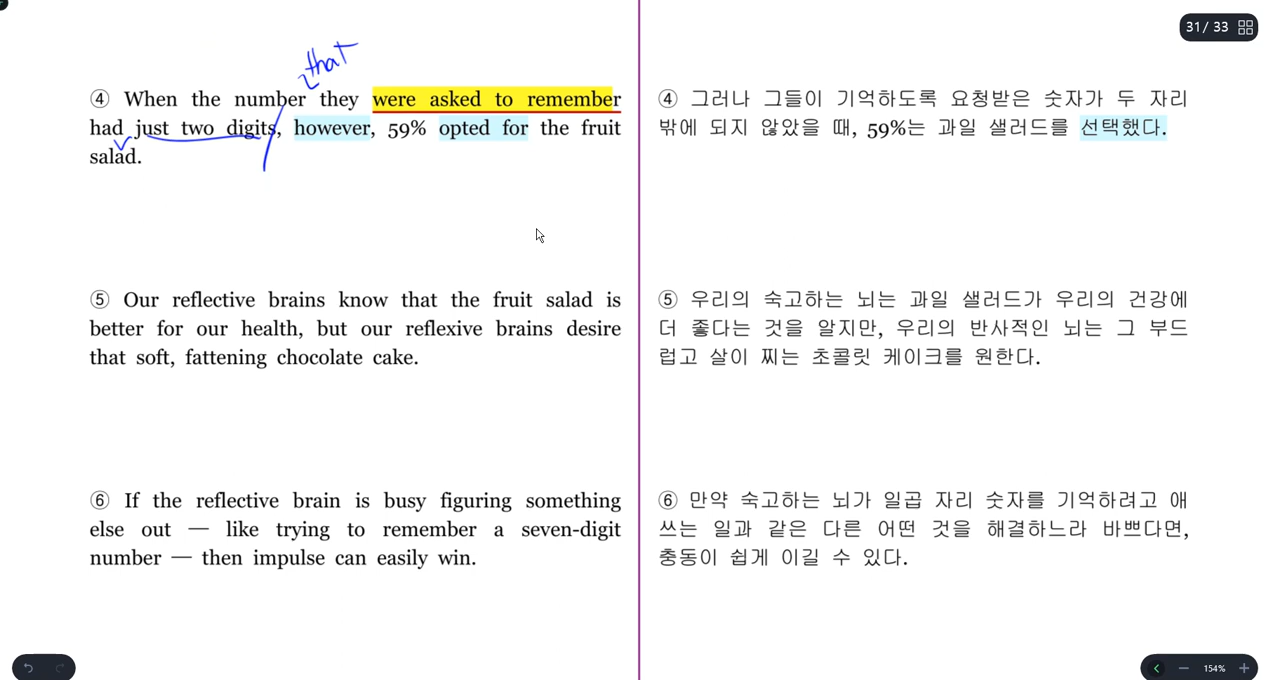 31 / 33
that
④ When the number they were asked to remember
had just two digits, however, 59% opted for the fruit
salad.
④ 그러나 그들이 기억하도록 요청받은 숫자가 두 자리
밖에 되지 않았을 때, 59%는 과일 샐러드를 선택했다.
⑤ Our reflective brains know that the fruit salad is
better for our health, but our reflexive brains desire
that soft, fattening chocolate cake.
⑤ 우리의 숙고하는 뇌는 과일 샐러드가 우리의 건강에
더 좋다는 것을 알지만, 우리의 반사적인 뇌는 그 부드
럽고 살이 찌는 초콜릿 케이크를 원한다.
⑥ If the reflective brain is busy figuring something
else out — like trying to remember a seven-digit
number — then impulse can easily win.
⑥ 만약 숙고하는 뇌가 일곱 자리 숫자를 기억하려고 애
쓰는 일과 같은 다른 어떤 것을 해결하느라 바쁘다면,
충동이 쉽게 이길 수 있다.
154%